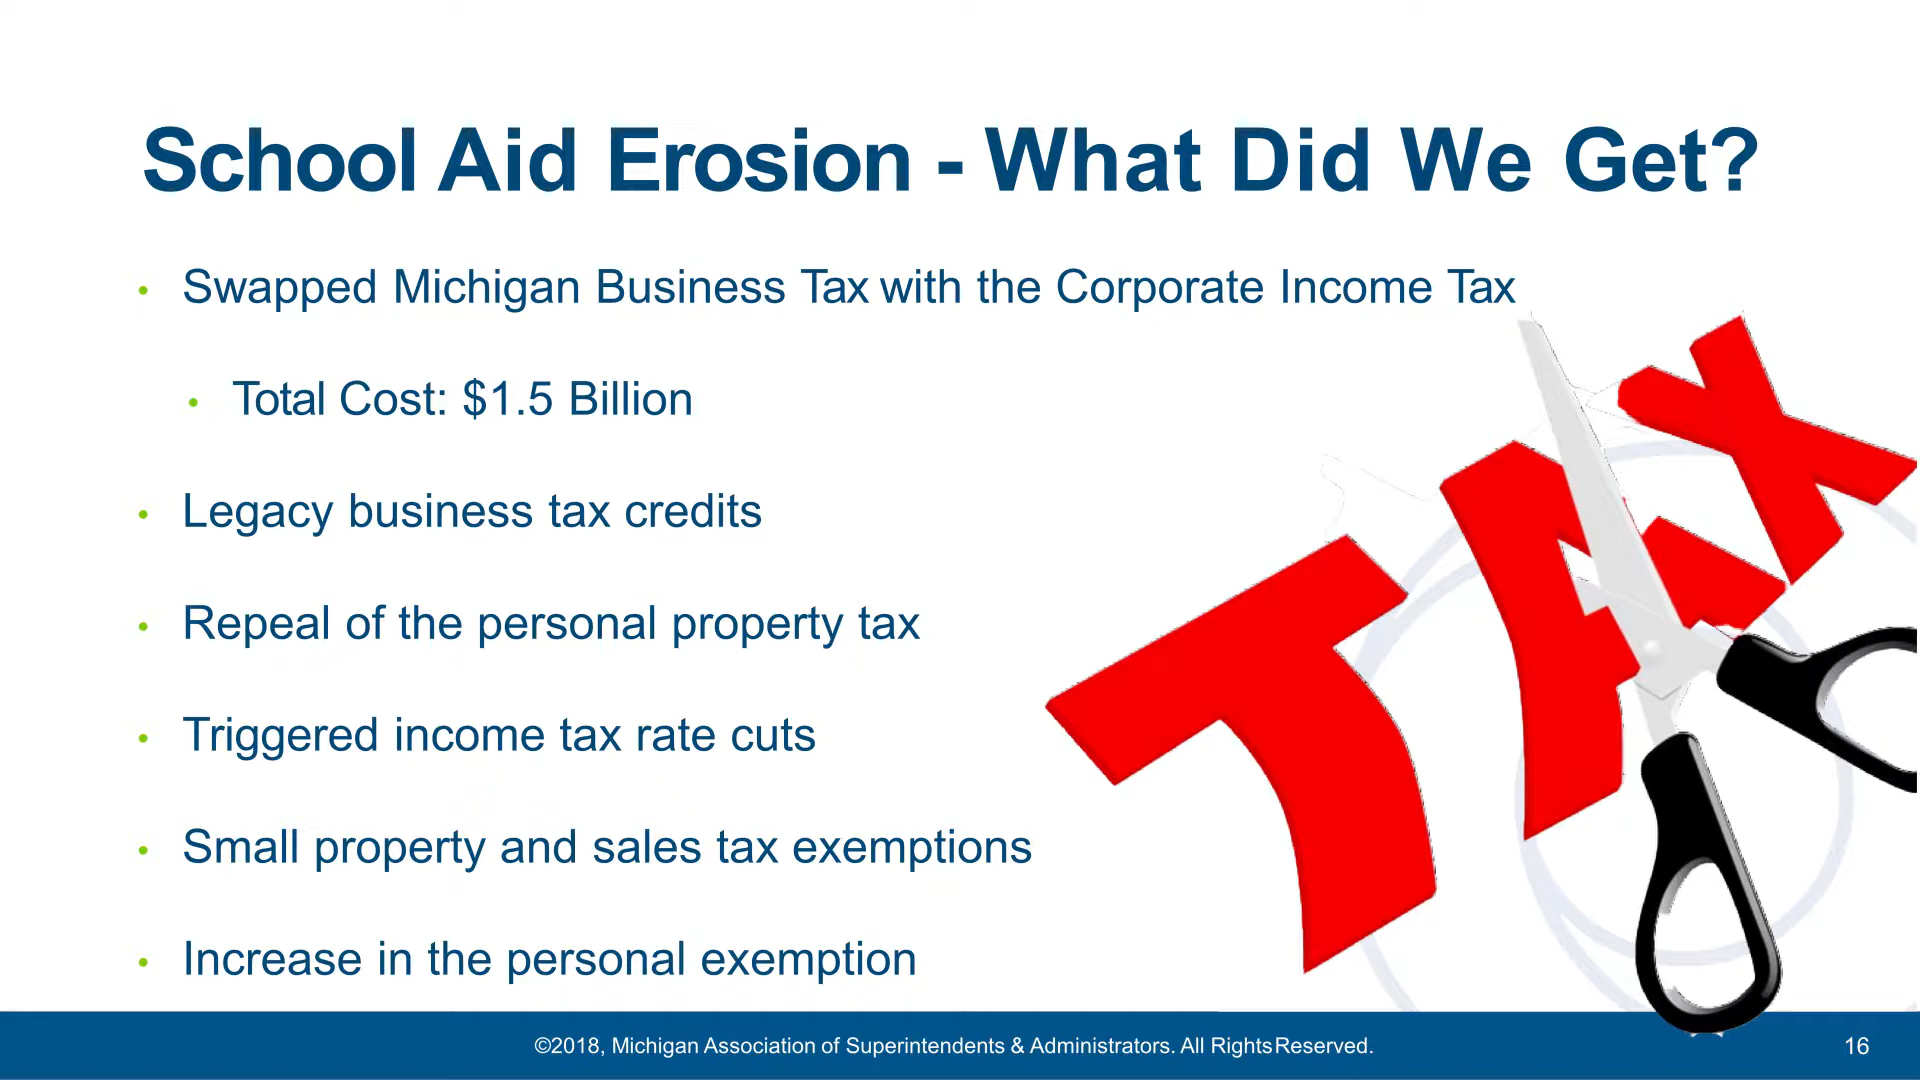 School Aid Erosion - What Did We Get?
• Swapped Michigan Business Tax with the Corporate Income Tax
• Total Cost: $1.5 Billion
• Legacy business tax credits
• Repeal of the personal property tax
• Triggered income tax rate cuts
• Small property and sales tax exemptions
• Increase in the personal exemption
TAX
©2018, Michigan Association of Superintendents & Administrators. All Rights Reserved.
16